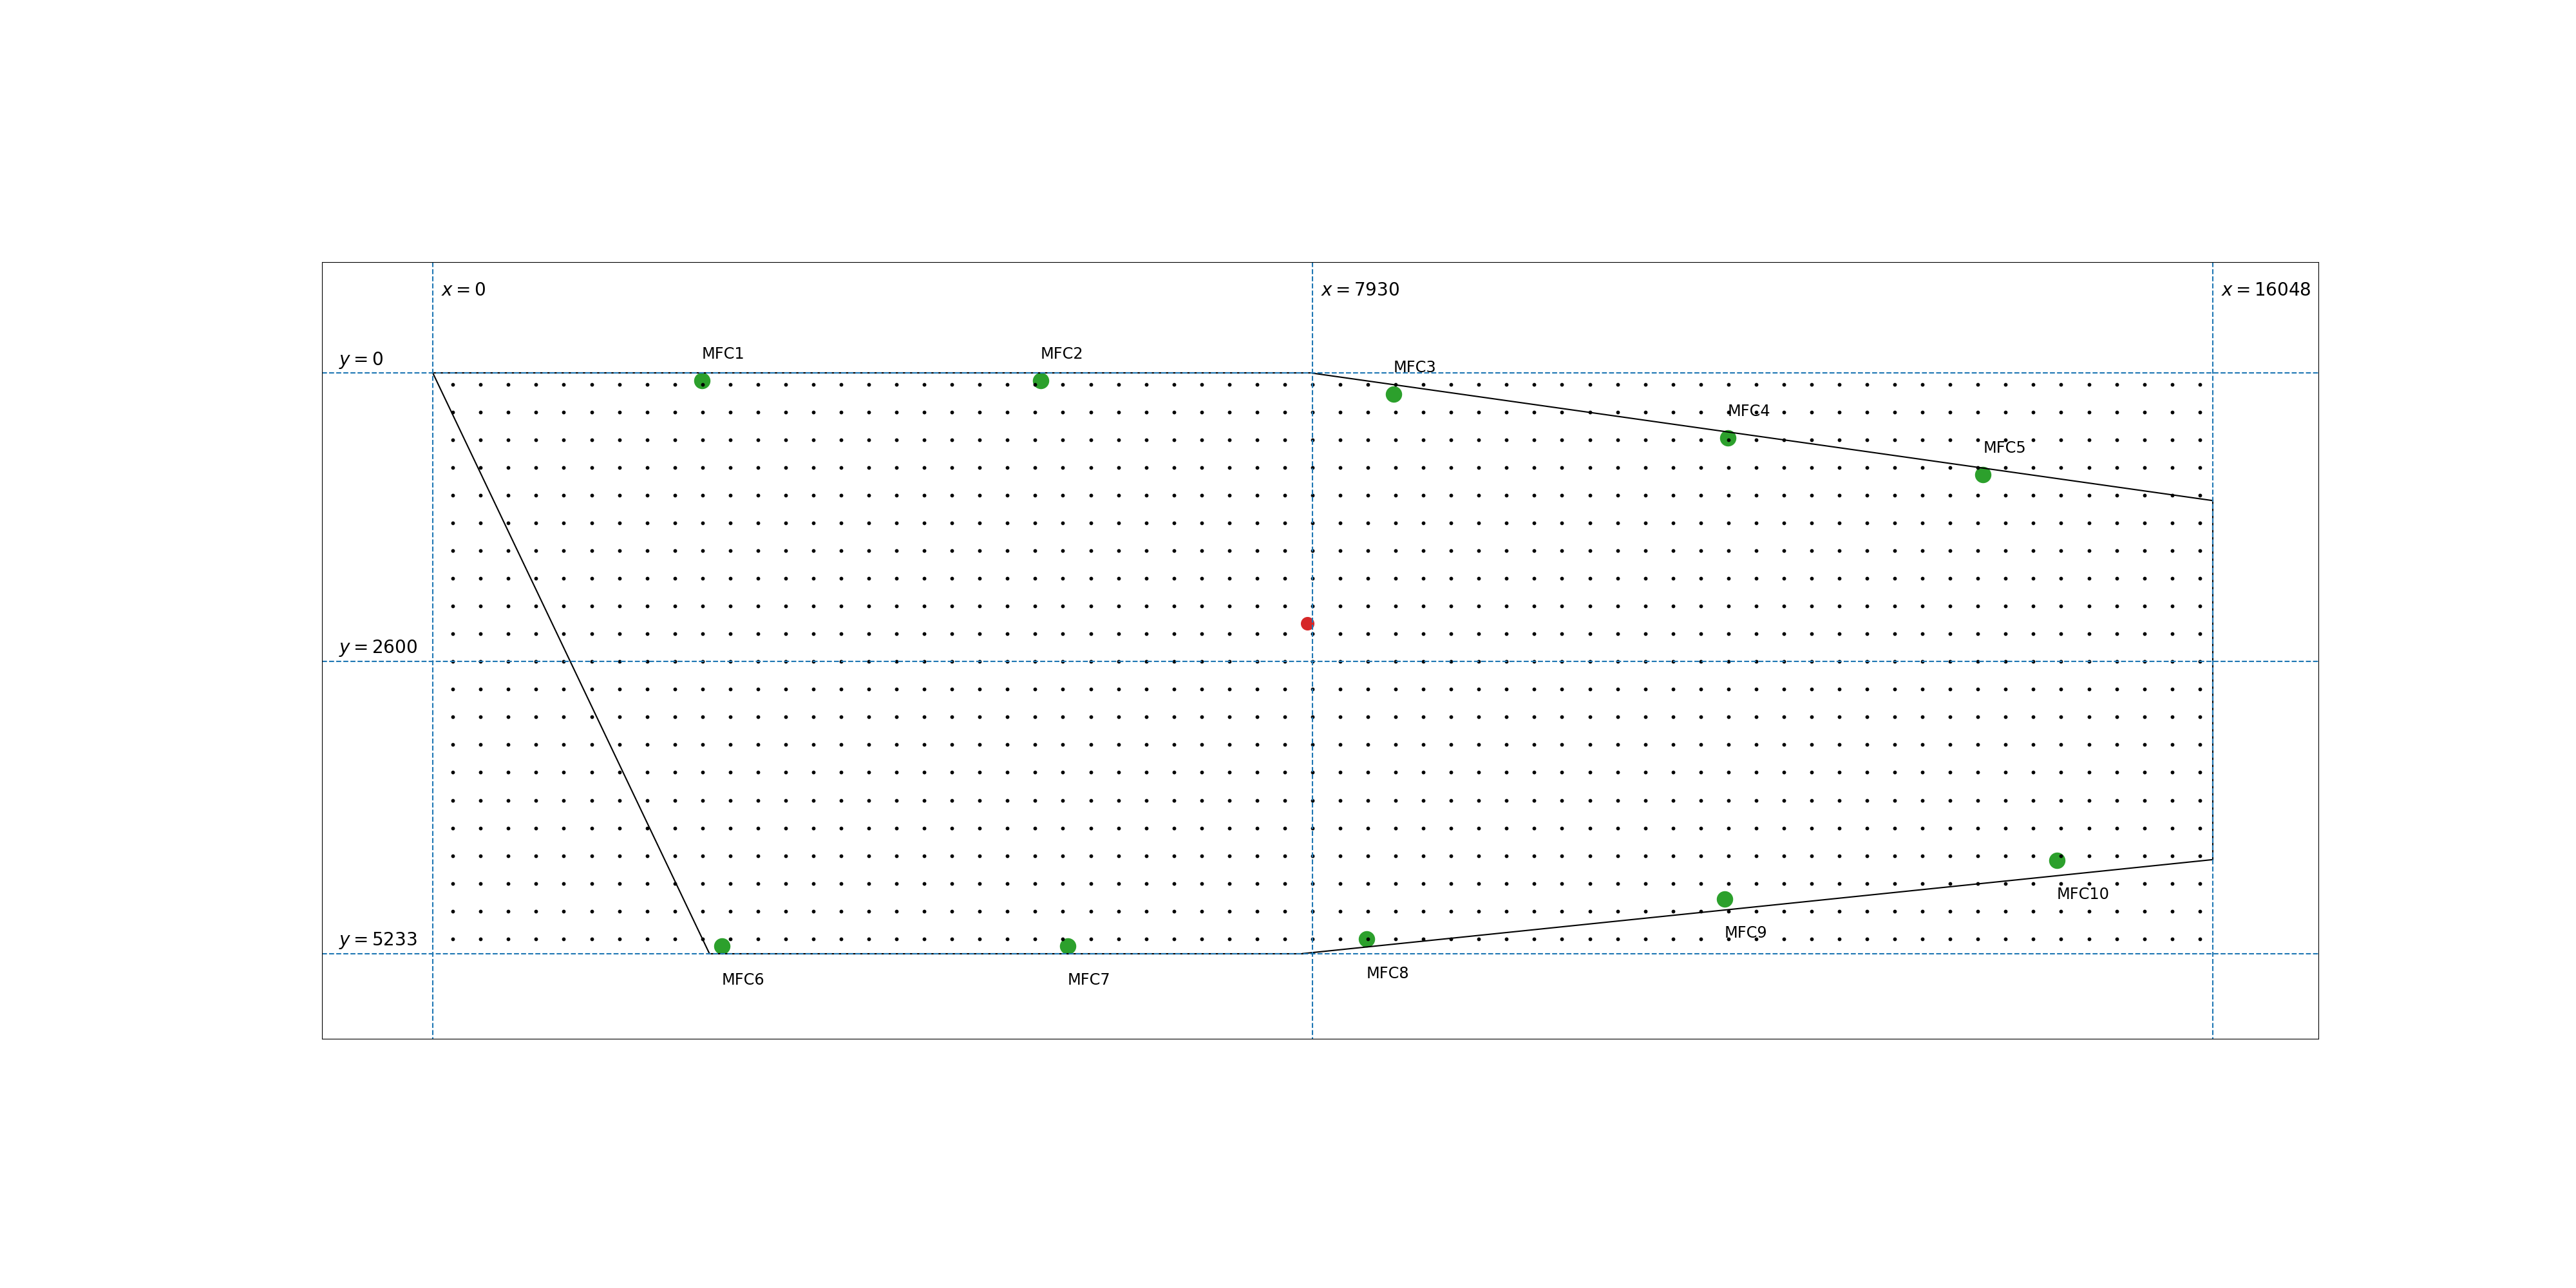 x = 0
x = 7930
x = 16048
y = 0
MFC1
MFC2
MFC3
MFC4
MFC5
y = 2600
MFC10
MFC9
y = 5233
MFC6
MFC7
MFC8